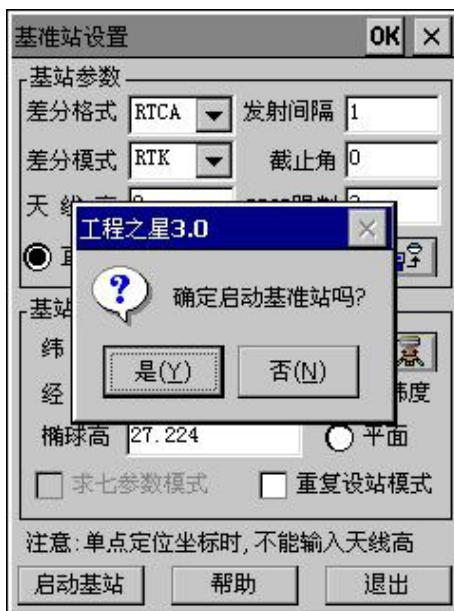 基准站设置 OK ×
基站参数
差分格式 RTCA 发射间隔 1
差分模式 RTK 截止角 0
天
工程之星3.0
确定启动基准站吗?
基站
纬
是(Y) 否(N)
经 度
椭球高 27.224 平面
求七参数模式 重复设站模式
注意:单点定位坐标时,不能输入天线高
启动基站 帮助 退出